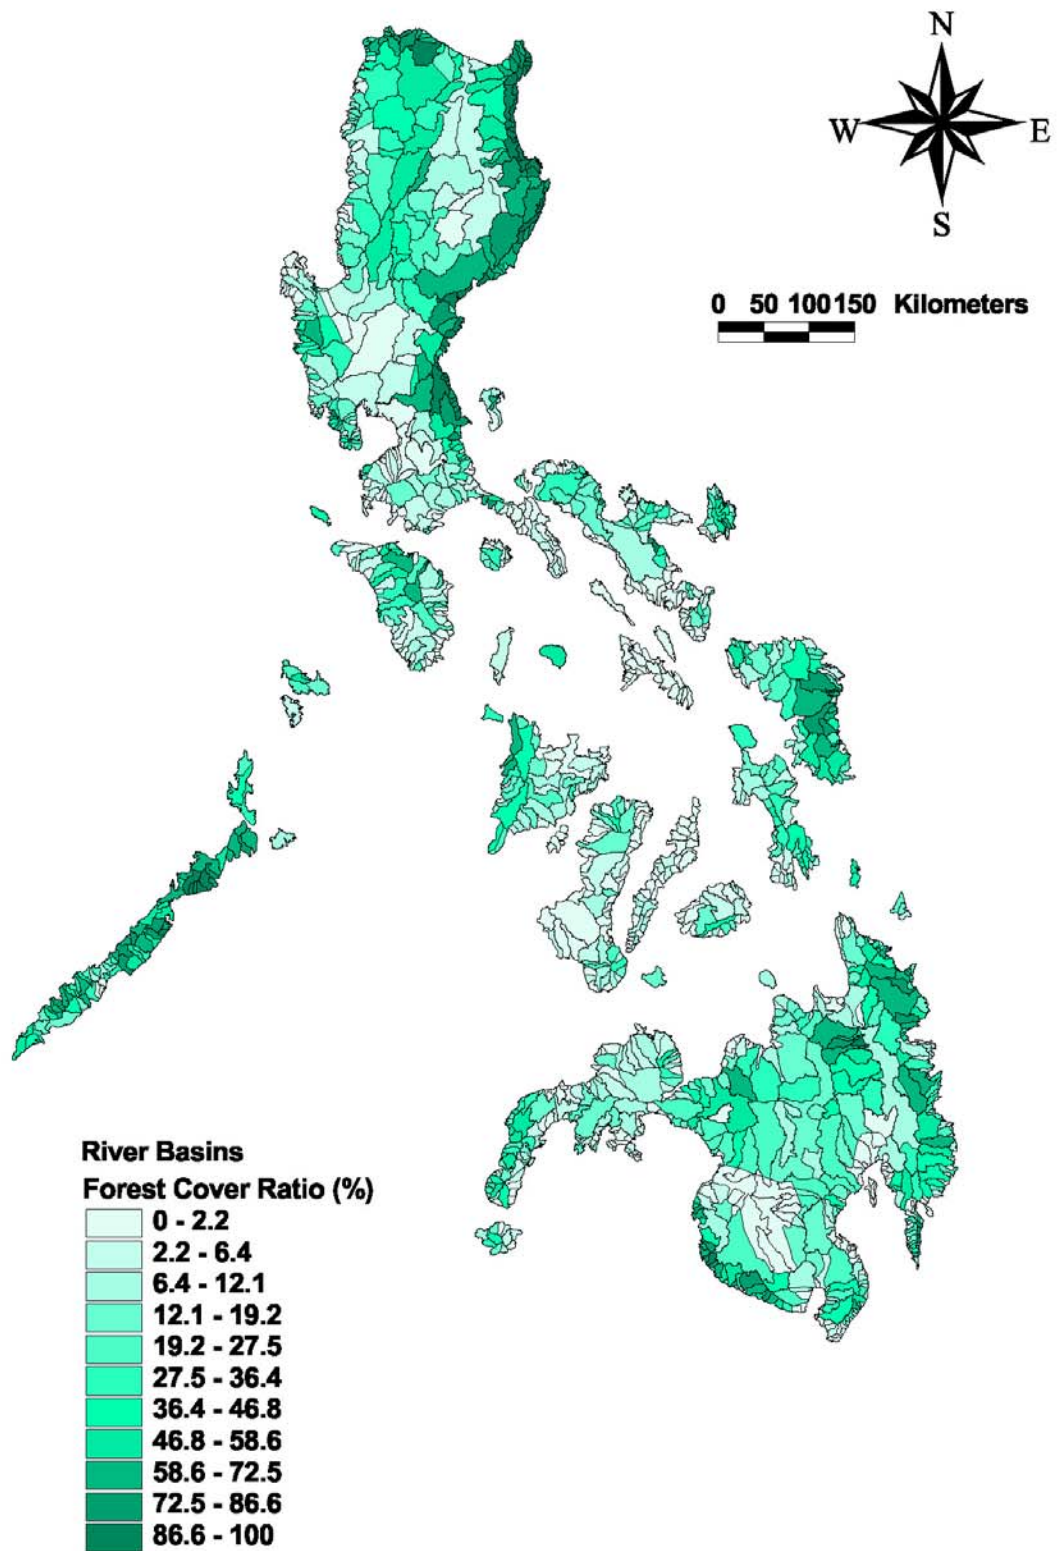 N
W E
S
0 50 100 150 Kilometers
River Basins
Forest Cover Ratio (%)
0 - 2.2
2.2 - 6.4
6.4 - 12.1
12.1 - 19.2
19.2 - 27.5
27.5 - 36.4
36.4 - 46.8
46.8 - 58.6
58.6 - 72.5
72.5 - 86.6
86.6 - 100